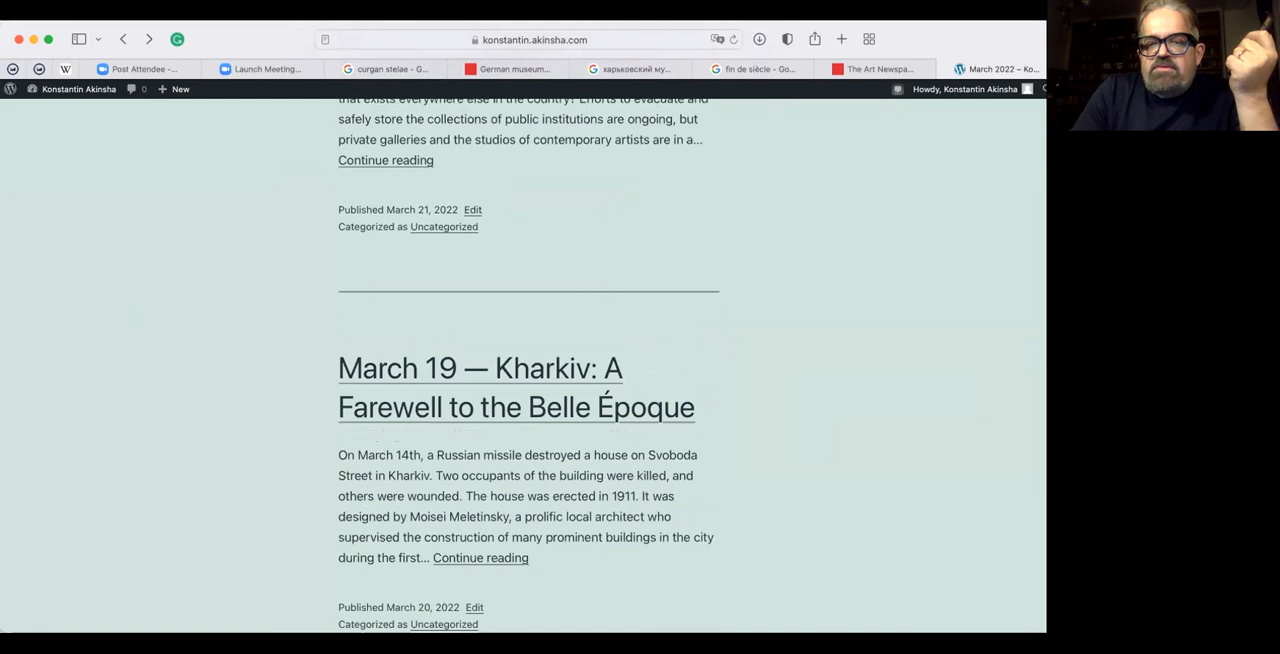 konstantin.akinsha.com
Post Attendee -...
Launch Meeting...
curgan stelae - G...
German museum...
харьковский му...
fin de siècle - Go...
The Art Newspa...
March 2022 – Ko...
Konstantin Akinsha
0
New
Howdy, Konstantin Akinsha
that exists everywhere else in the country? Efforts to evacuate and
safely store the collections of public institutions are ongoing, but
private galleries and the studios of contemporary artists are in a...
Continue reading
Published March 21, 2022 Edit
Categorized as Uncategorized
March 19 — Kharkiv: A
Farewell to the Belle Époque
On March 14th, a Russian missile destroyed a house on Svoboda
Street in Kharkiv. Two occupants of the building were killed, and
others were wounded. The house was erected in 1911. It was
designed by Moisei Meletinsky, a prolific local architect who
supervised the construction of many prominent buildings in the city
during the first... Continue reading
Published March 20, 2022 Edit
Categorized as Uncategorized